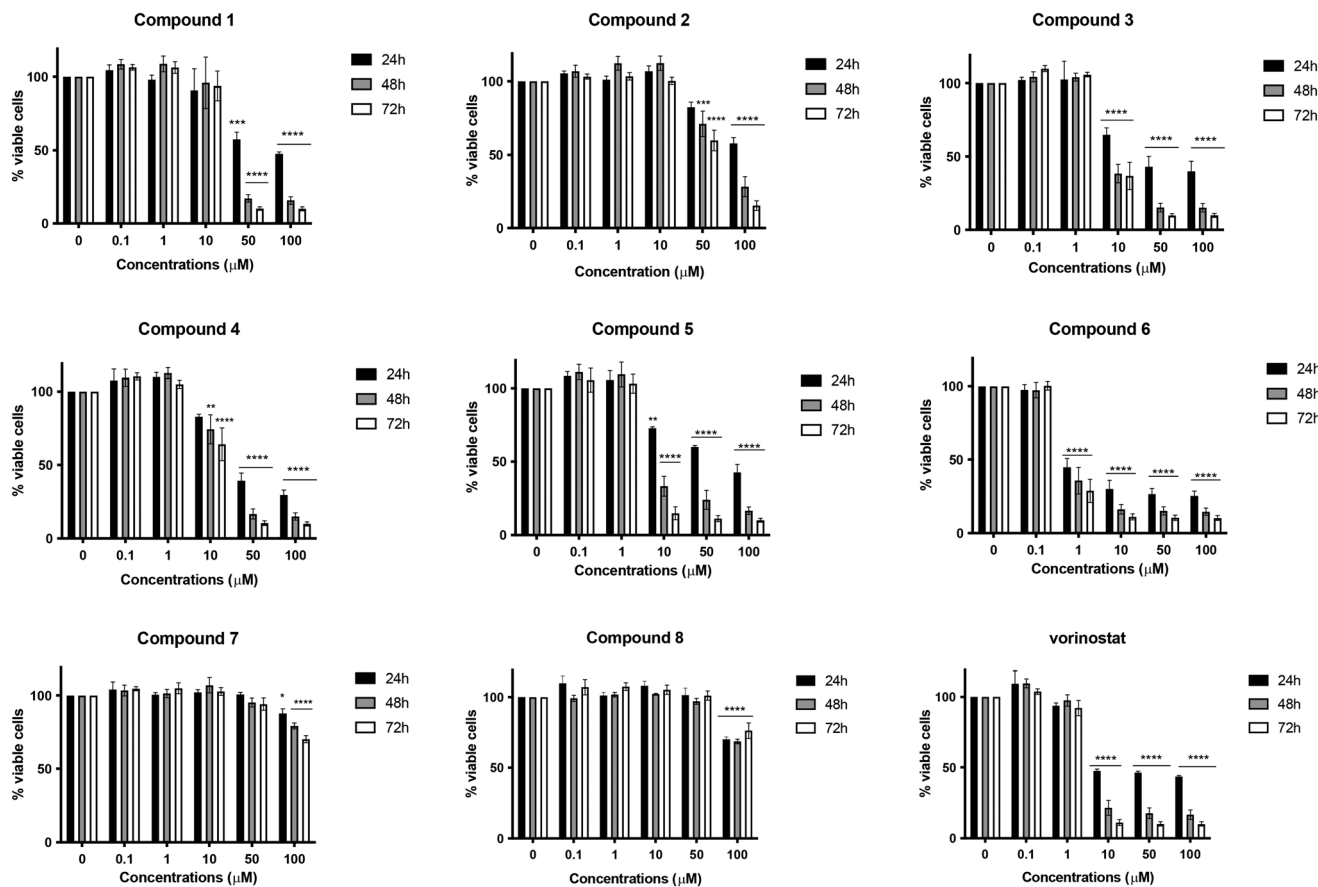 Compound 1
% viable cells
100
50
0
***
****
****
0 0.1 1 10 50 100
Concentrations (µM)
24h
48h
72h
Compound 2
% viable cells
100
50
0
***
****
****
0 0.1 1 10 50 100
Concentration (µM)
24h
48h
72h
Compound 3
% viable cells
100
50
0
****
****
****
0 0.1 1 10 50 100
Concentrations (µM)
24h
48h
72h
Compound 4
% viable cells
100
50
0
**
****
****
****
0 0.1 1 10 50 100
Concentrations (µM)
24h
48h
72h
Compound 5
% viable cells
100
50
0
**
****
****
****
0 0.1 1 10 50 100
Concentrations (µM)
24h
48h
72h
Compound 6
% viable cells
100
50
0
****
****
****
****
0 0.1 1 10 50 100
Concentrations (µM)
24h
48h
72h
Compound 7
% viable cells
100
50
0
*
****
0 0.1 1 10 50 100
Concentrations (µM)
24h
48h
72h
Compound 8
% viable cells
100
50
0
****
0 0.1 1 10 50 100
Concentrations (µM)
24h
48h
72h
vorinostat
% viable cells
100
50
0
****
****
****
0 0.1 1 10 50 100
Concentrations (µM)
24h
48h
72h